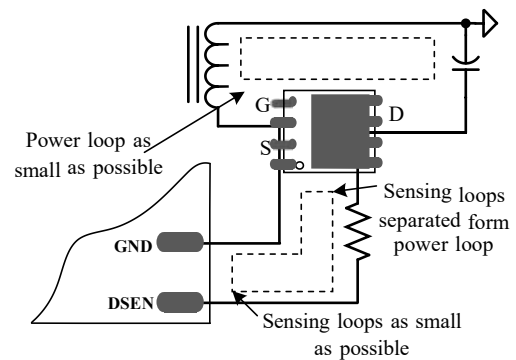 G
D
S
Power loop as
small as possible
Sensing loops
separated form
power loop
GND
DSEN
Sensing loops as small
as possible